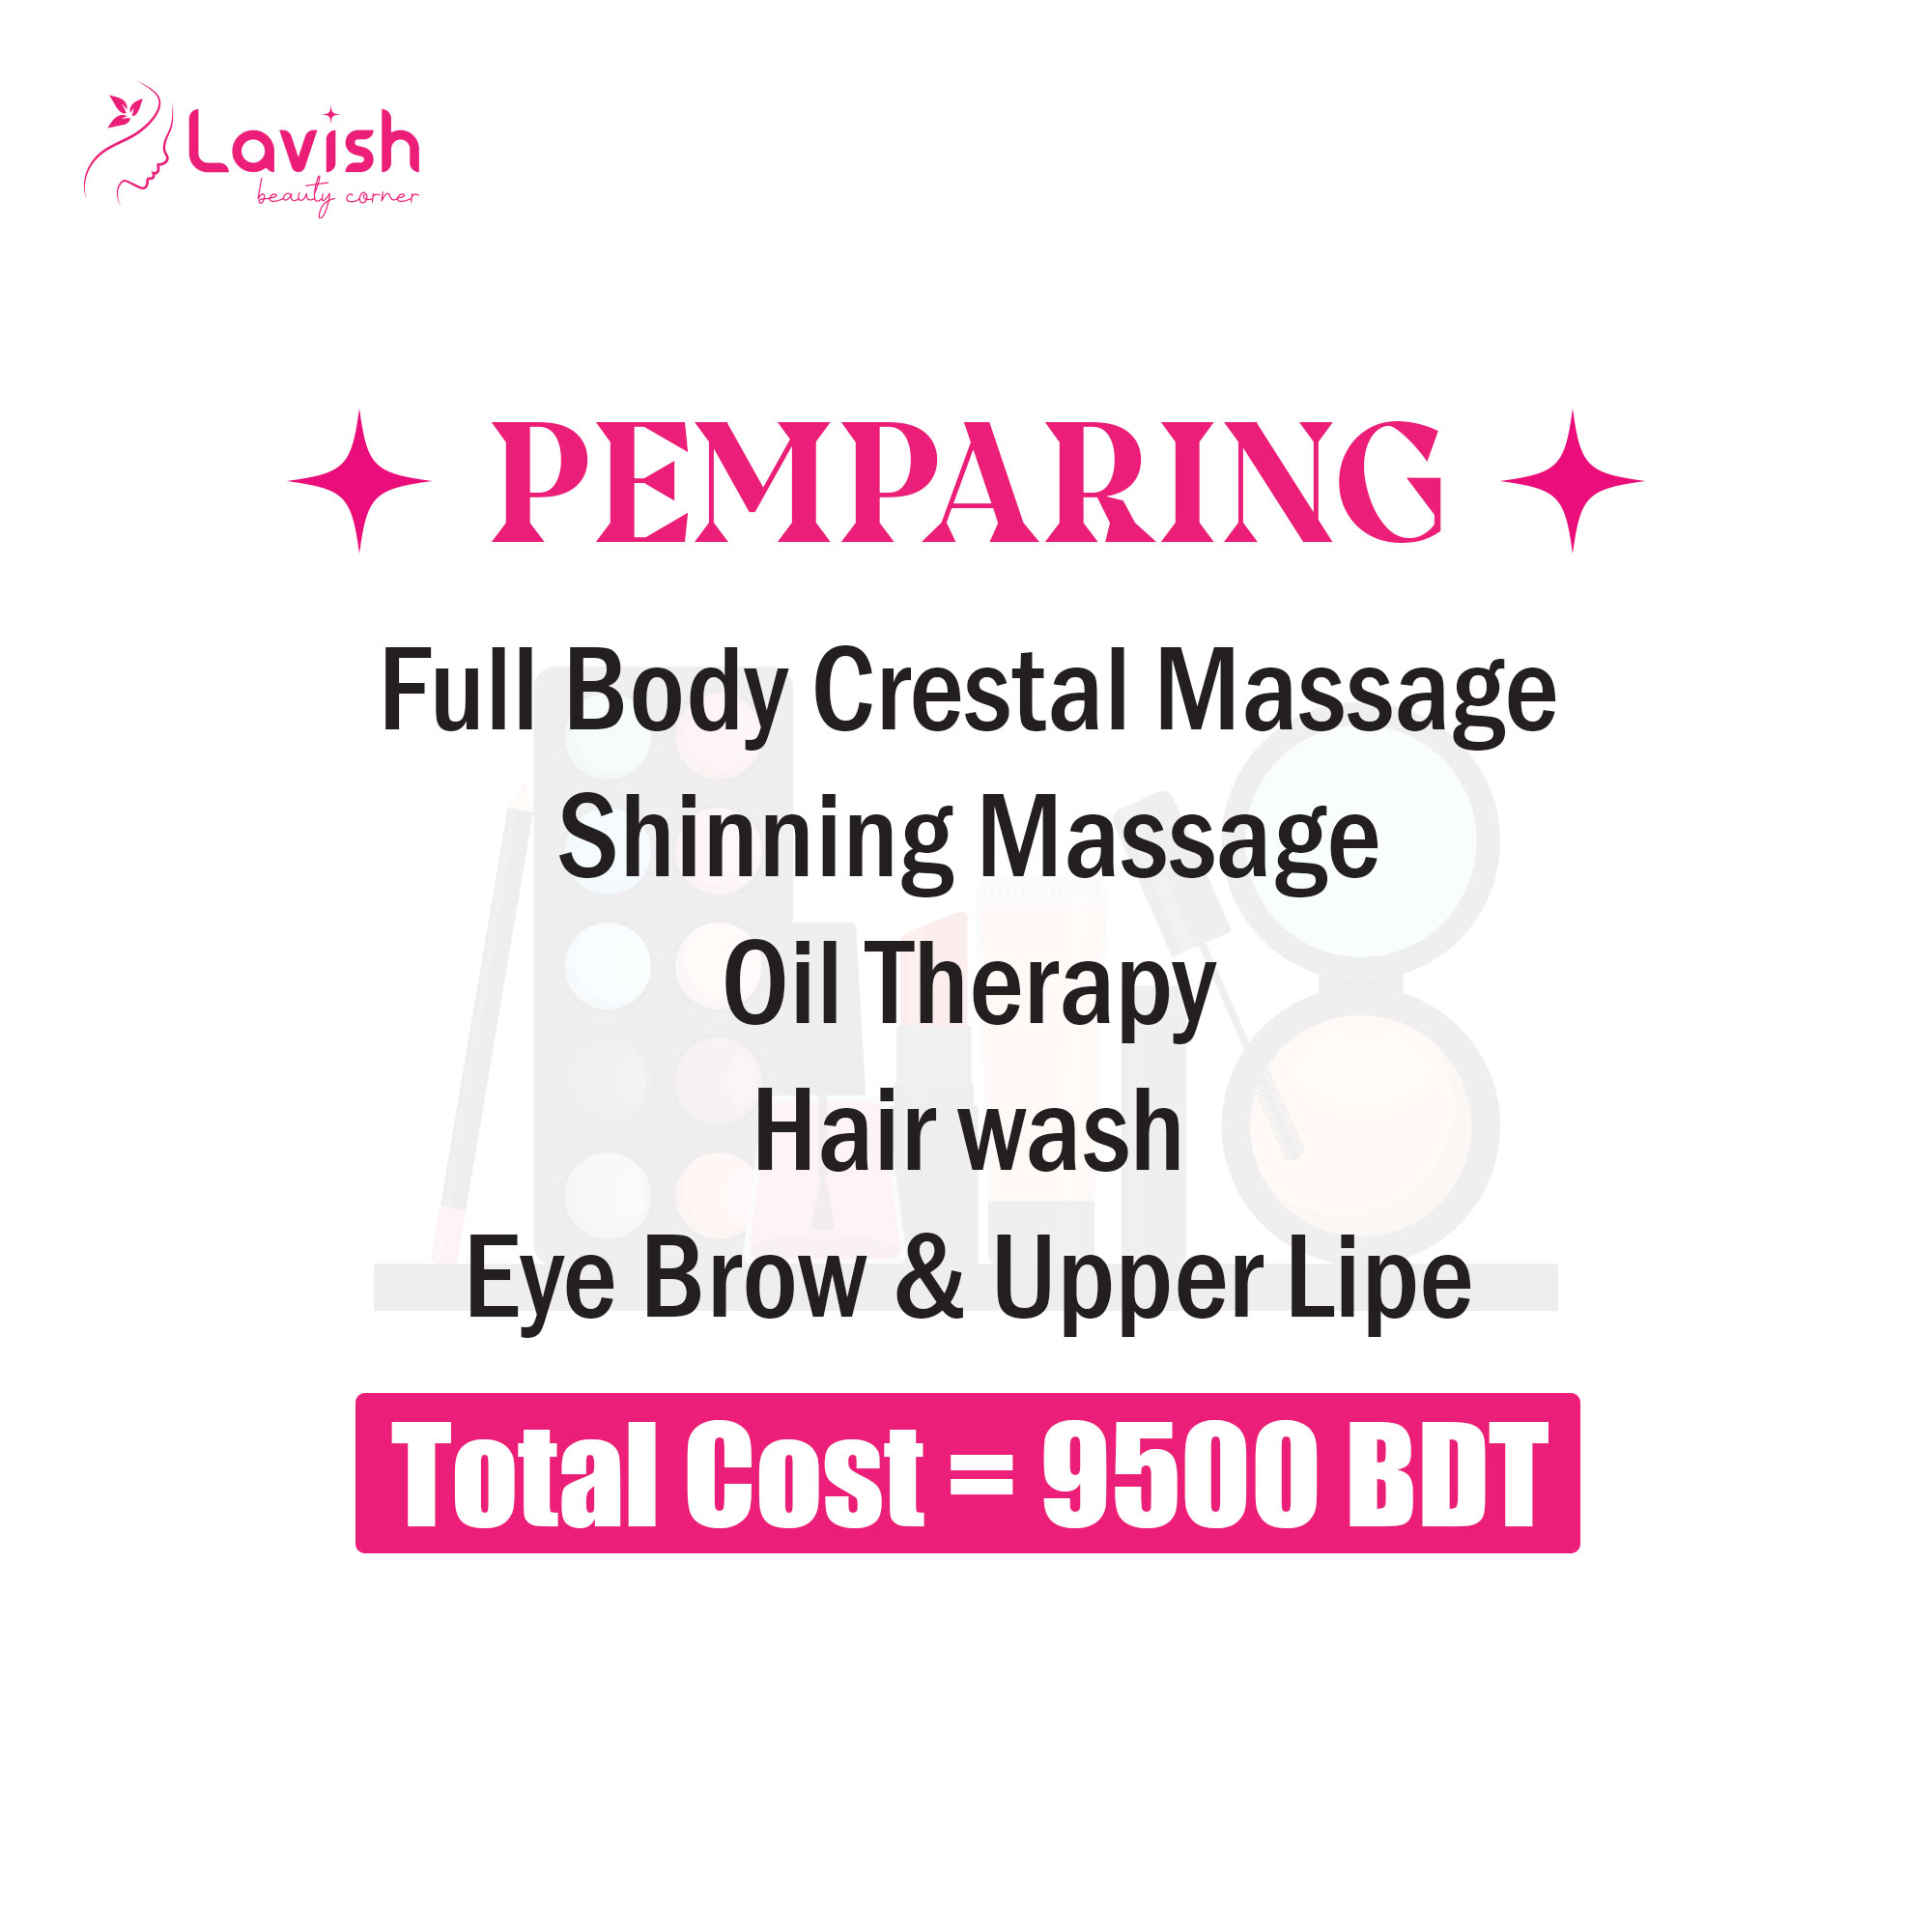 Lavish
beauty corner
PEMPARING
Full Body Crestal Massage
Shinning Massage
Oil Therapy
Hair wash
Eye Brow & Upper Lipe
Total Cost = 9500 BDT